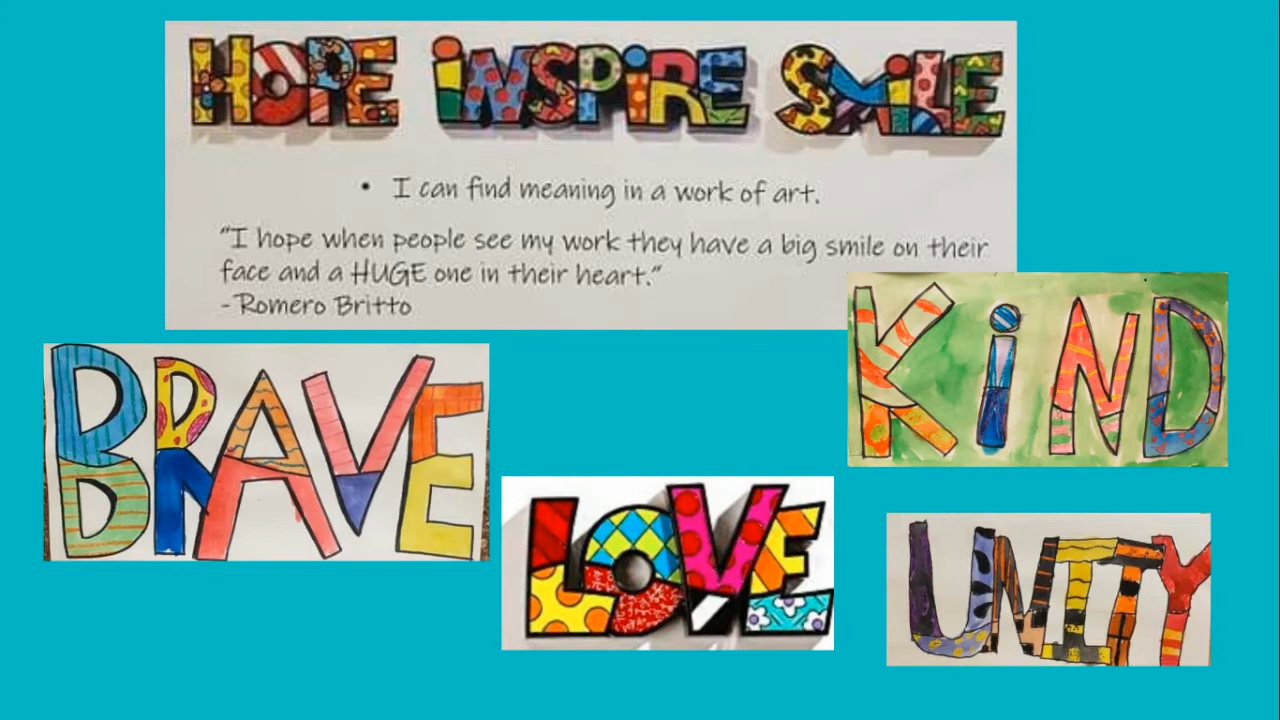 HOPE iNSPiRE SMiLE
• I can find meaning in a work of art.
"I hope when people see my work they have a big smile on their
face and a HUGE one in their heart."
- Romero Britto
KiND
BRAVE
LOVE
UNITY